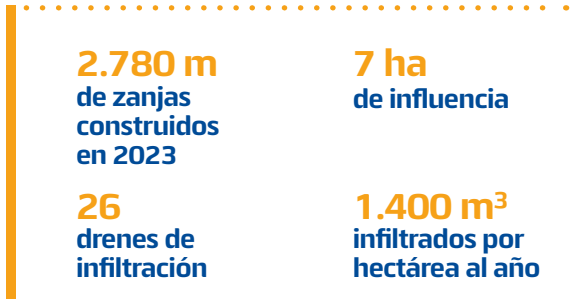 2.780 m
de zanjas
construidos
en 2023
7 ha
de influencia
26
drenes de
infiltración
1.400 m³
infiltrados por
hectárea al año